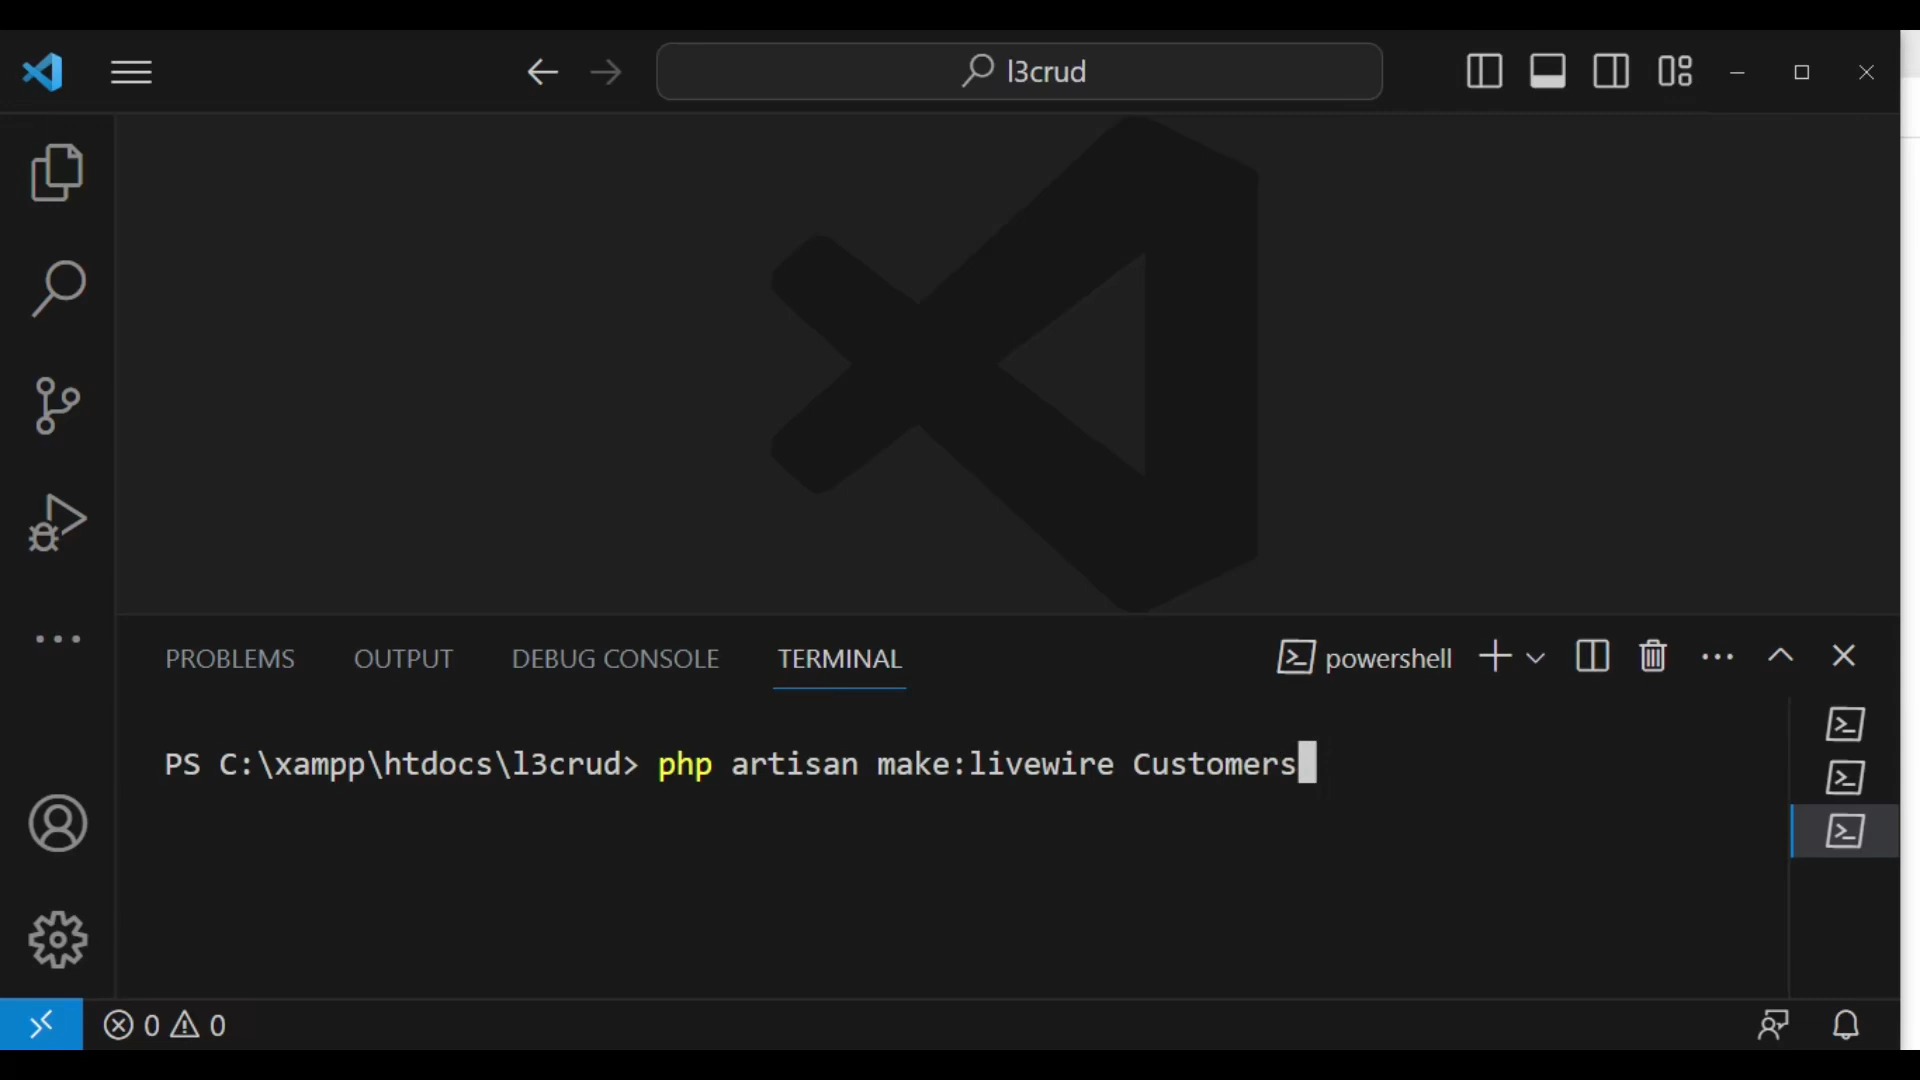 l3crud
PROBLEMS OUTPUT DEBUG CONSOLE TERMINAL powershell
PS C:\xampp\htdocs\l3crud> php artisan make:livewire Customers
0 0